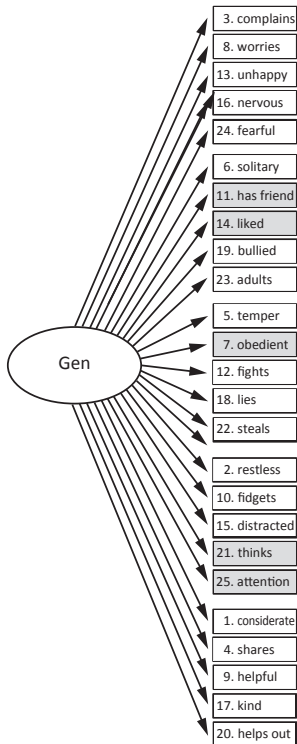 3. complains
8. worries
13. unhappy
16. nervous
24. fearful
6. solitary
11. has friend
14. liked
19. bullied
23. adults
Gen
5. temper
7. obedient
12. fights
18. lies
22. steals
2. restless
10. fidgets
15. distracted
21. thinks
25. attention
1. considerate
4. shares
9. helpful
17. kind
20. helps out